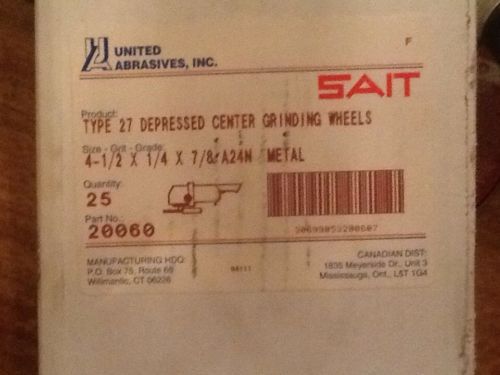 UNITED
ABRASIVES, INC.
F
SAIT
Product:
TYPE 27 DEPRESSED CENTER GRINDING WHEELS
Size - Grit - Grade:
4-1/2 X 1/4 X 7/8 A24N METAL
Quantity:
25
Part No.:
20060
MANUFACTURING HDQ:
P.O. Box 75, Route 66
Willimantic, CT 06226
CANADIAN DIST:
1835 Meyerside Dr., Unit 3
Mississauga, Ont., L5T 1G4